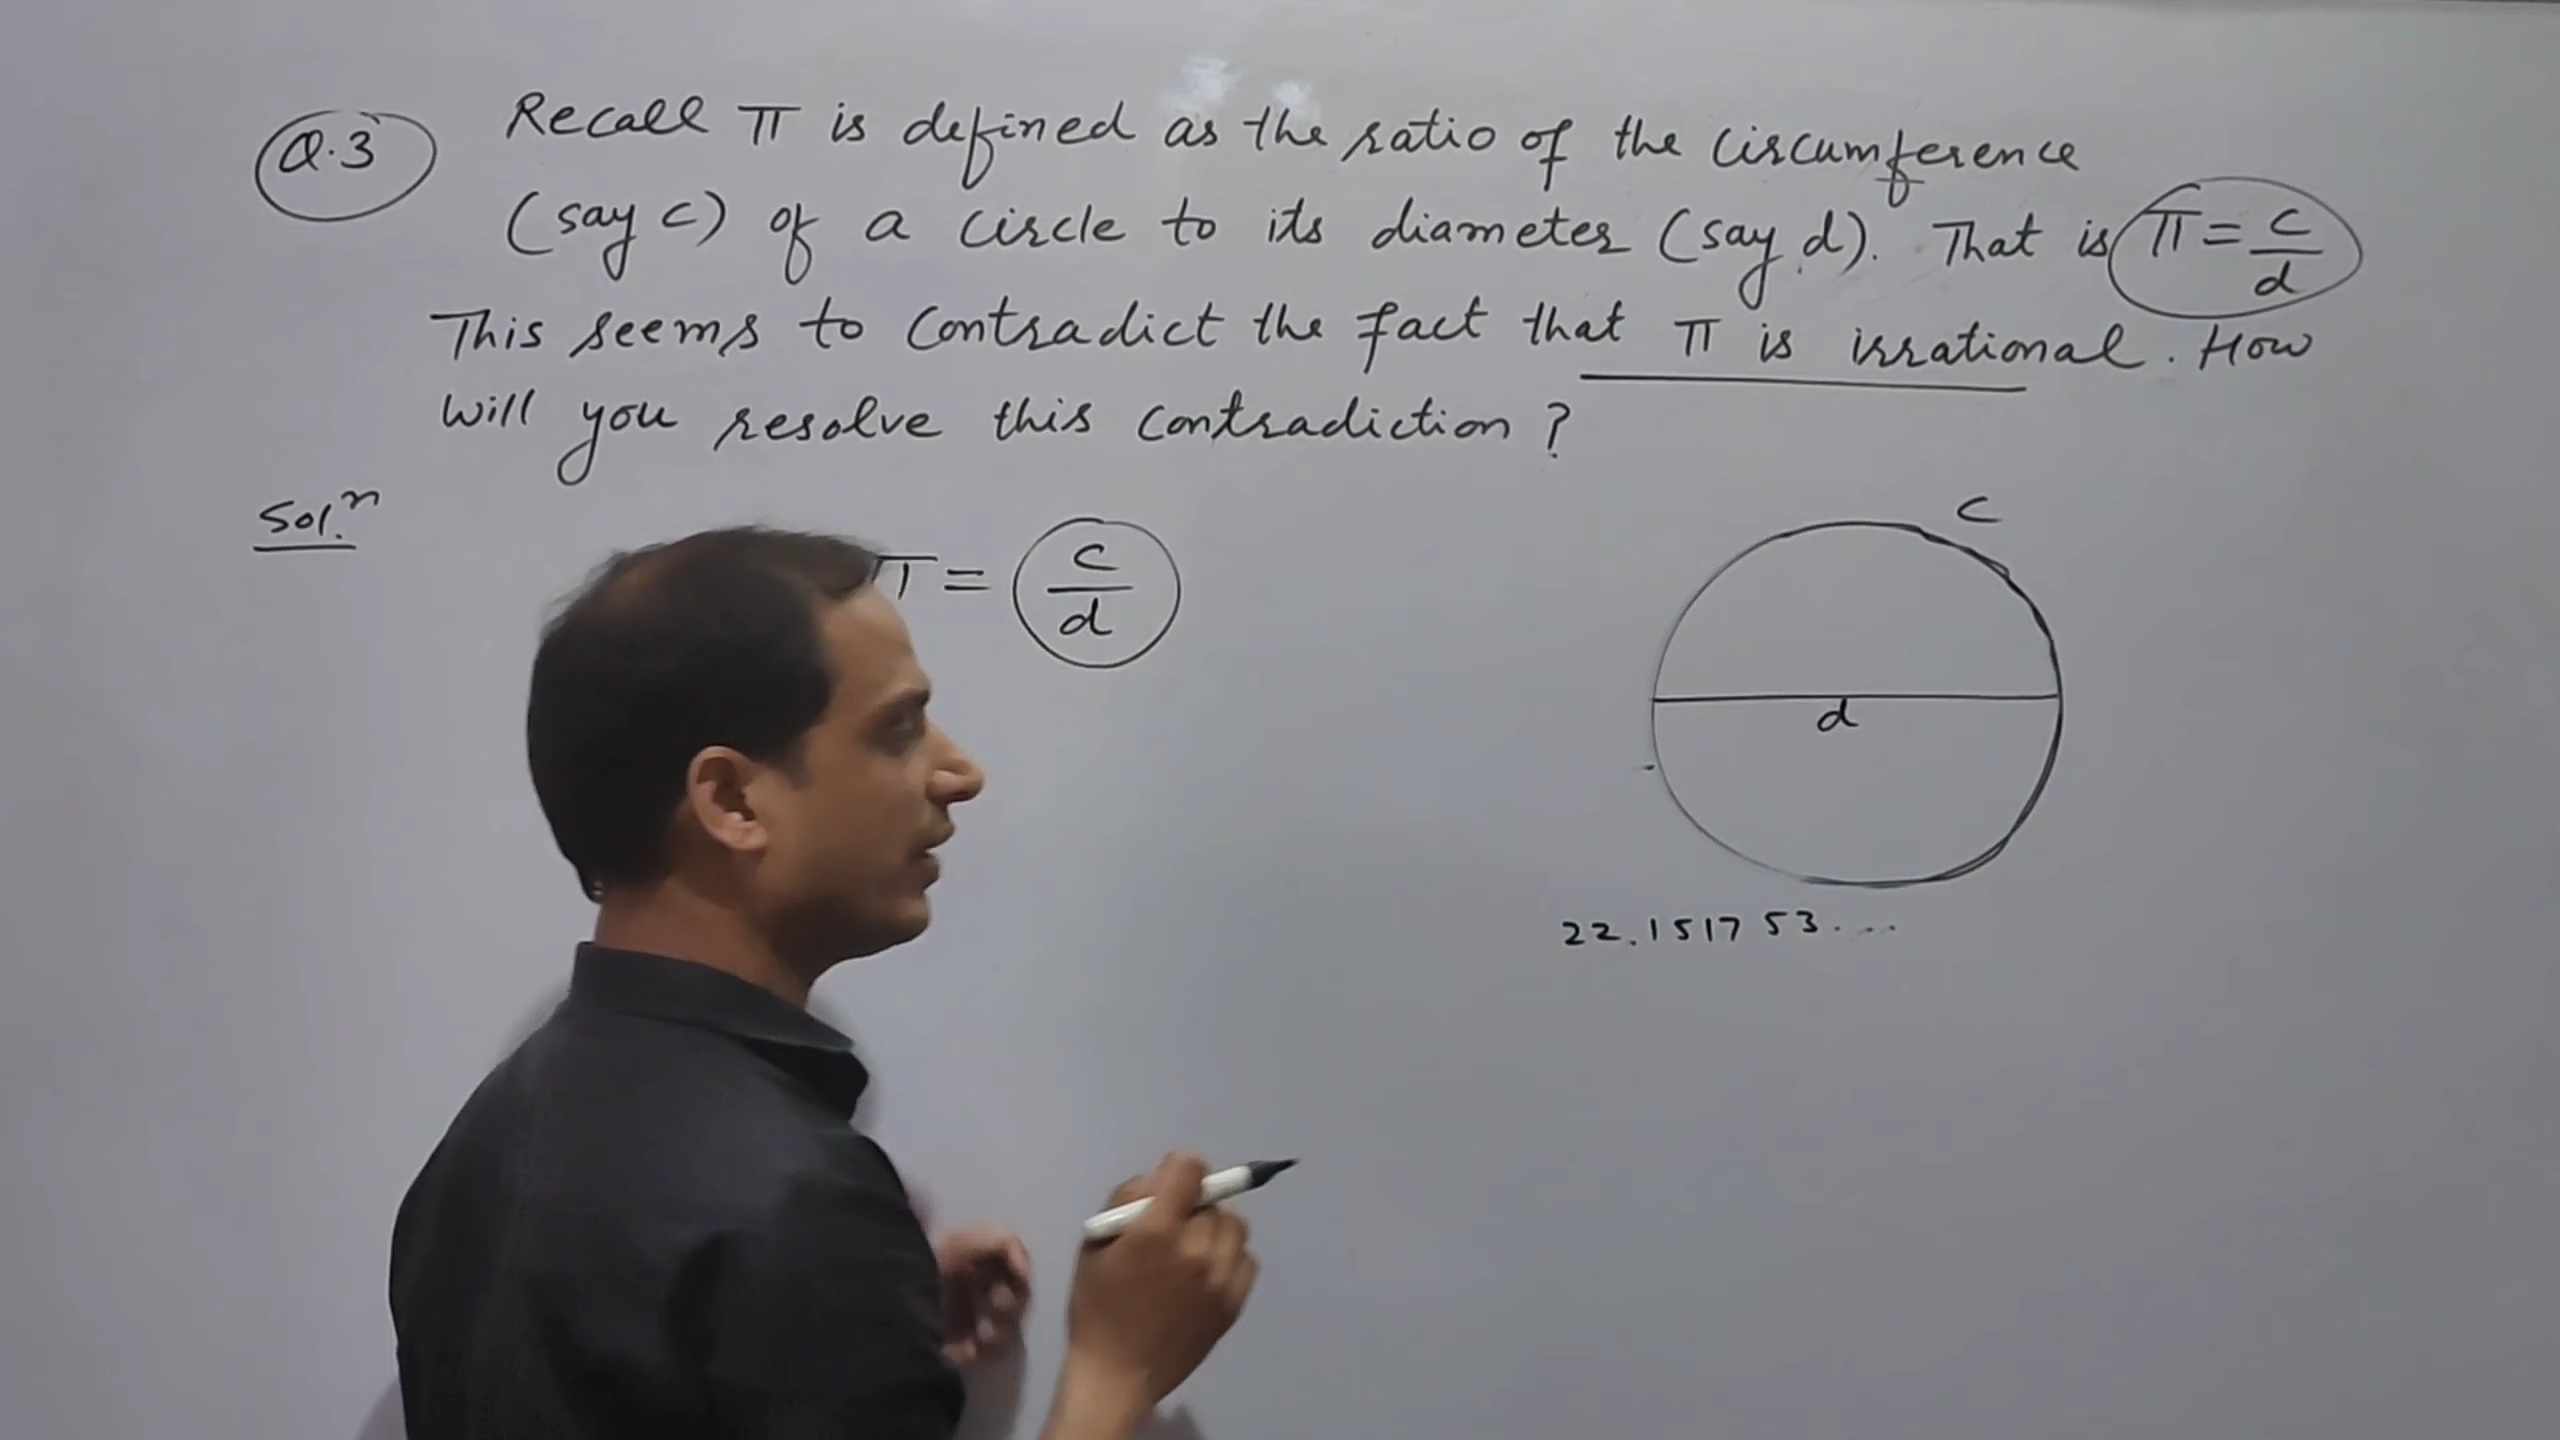 Q.3 Recall π is defined as the ratio of the circumference
(say c) of a circle to its diameter (say d). That is π = c/d
This seems to contradict the fact that π is irrational. How
will you resolve this contradiction?
Sol.n
π = c/d
c
d
22.151753...